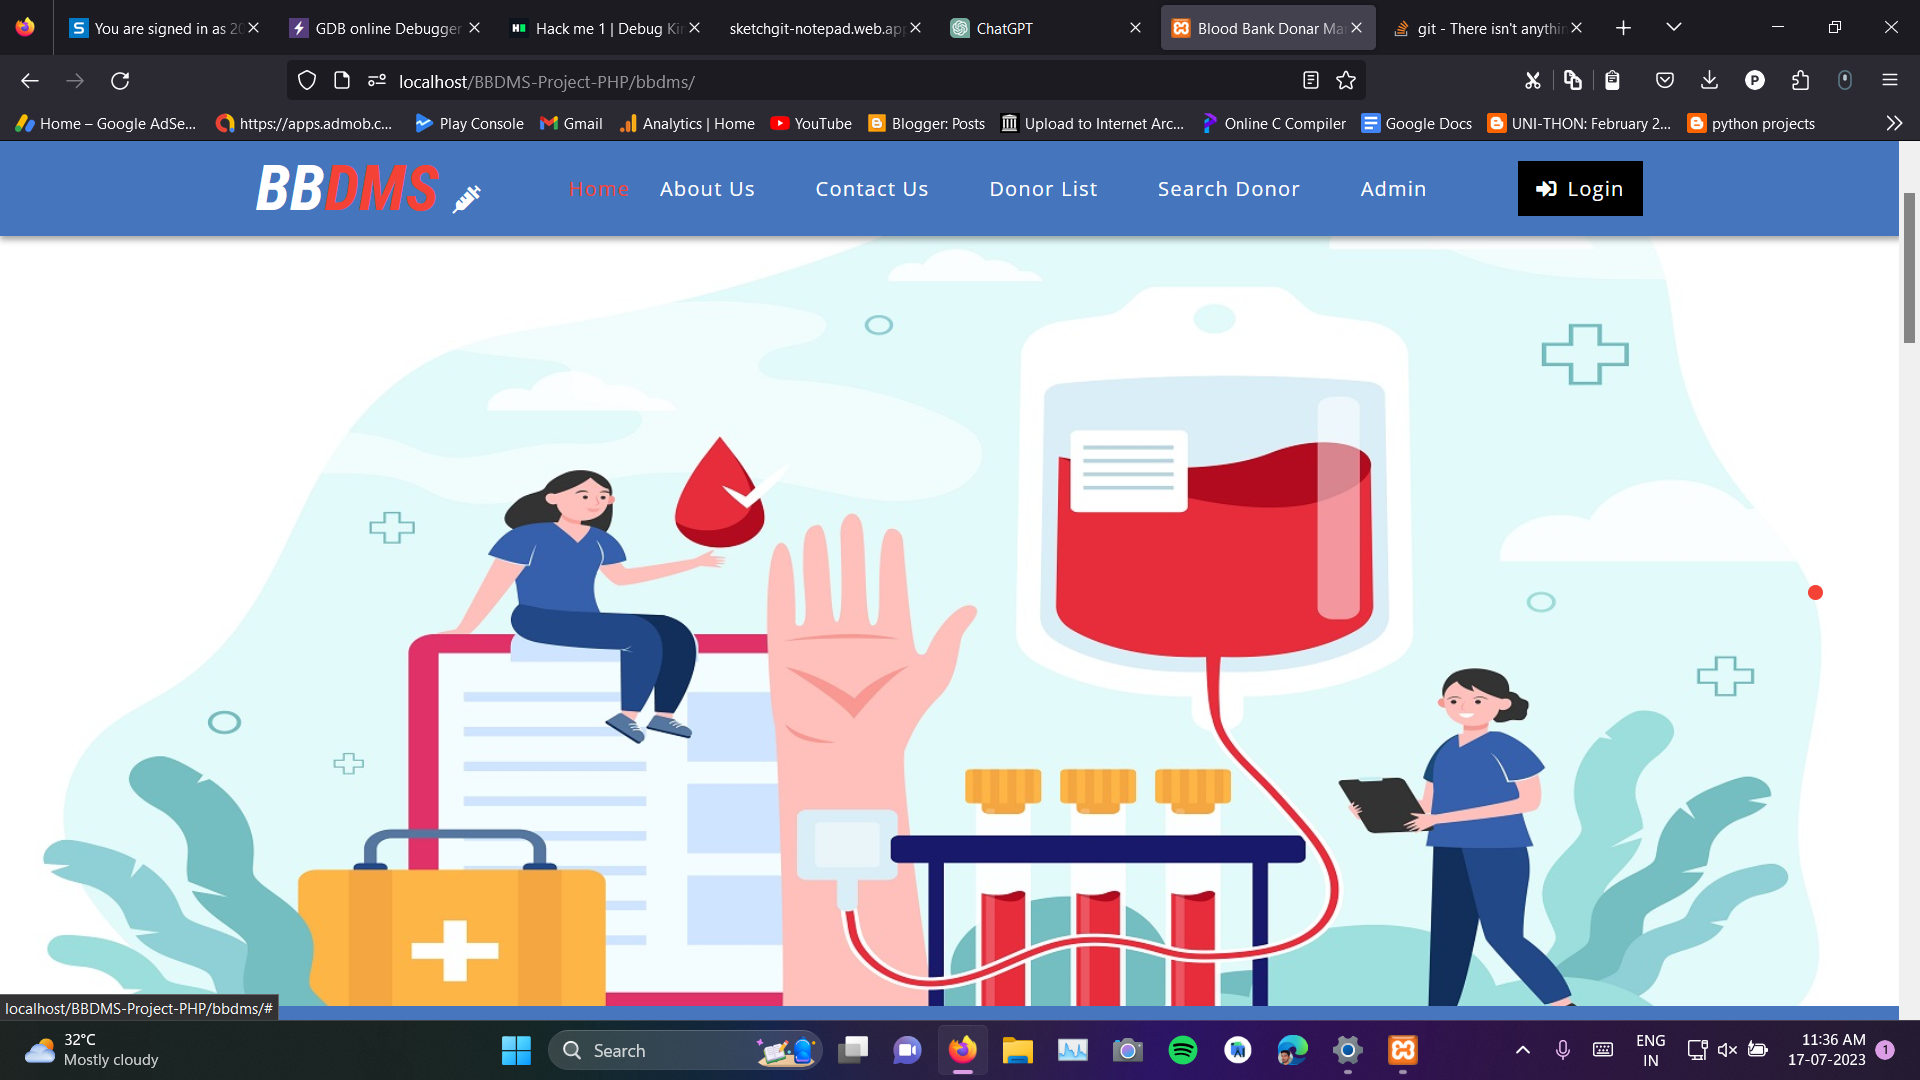 You are signed in as 20
GDB online Debugger
Hack me 1 | Debug Kin
sketchgit-notepad.web.app
ChatGPT
Blood Bank Donar Ma
git - There isn't anythin
localhost/BBDMS-Project-PHP/bbdms/
Home – Google AdSe...
https://apps.admob.c...
Play Console
Gmail
Analytics | Home
YouTube
Blogger: Posts
Upload to Internet Arc...
Online C Compiler
Google Docs
UNI-THON: February 2...
python projects
BBDMS
Home
About Us
Contact Us
Donor List
Search Donor
Admin
Login
localhost/BBDMS-Project-PHP/bbdms/#
32°C
Mostly cloudy
Search
ENG
IN
11:36 AM
17-07-2023
1